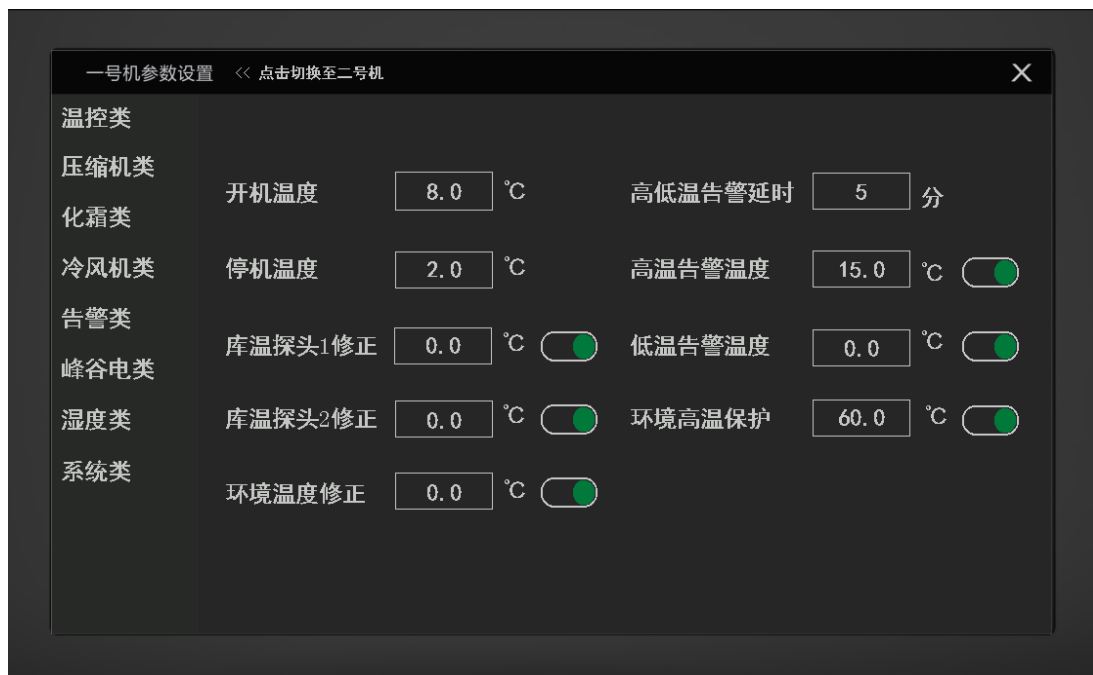 一号机参数设置 << 点击切换至二号机 X
温控类
压缩机类
化霜类
冷风机类
告警类
峰谷电类
湿度类
系统类
开机温度 8.0 ℃
高低温告警延时 5 分
停机温度 2.0 ℃
高温告警温度 15.0 ℃
库温探头1修正 0.0 ℃
低温告警温度 0.0 ℃
库温探头2修正 0.0 ℃
环境高温保护 60.0 ℃
环境温度修正 0.0 ℃